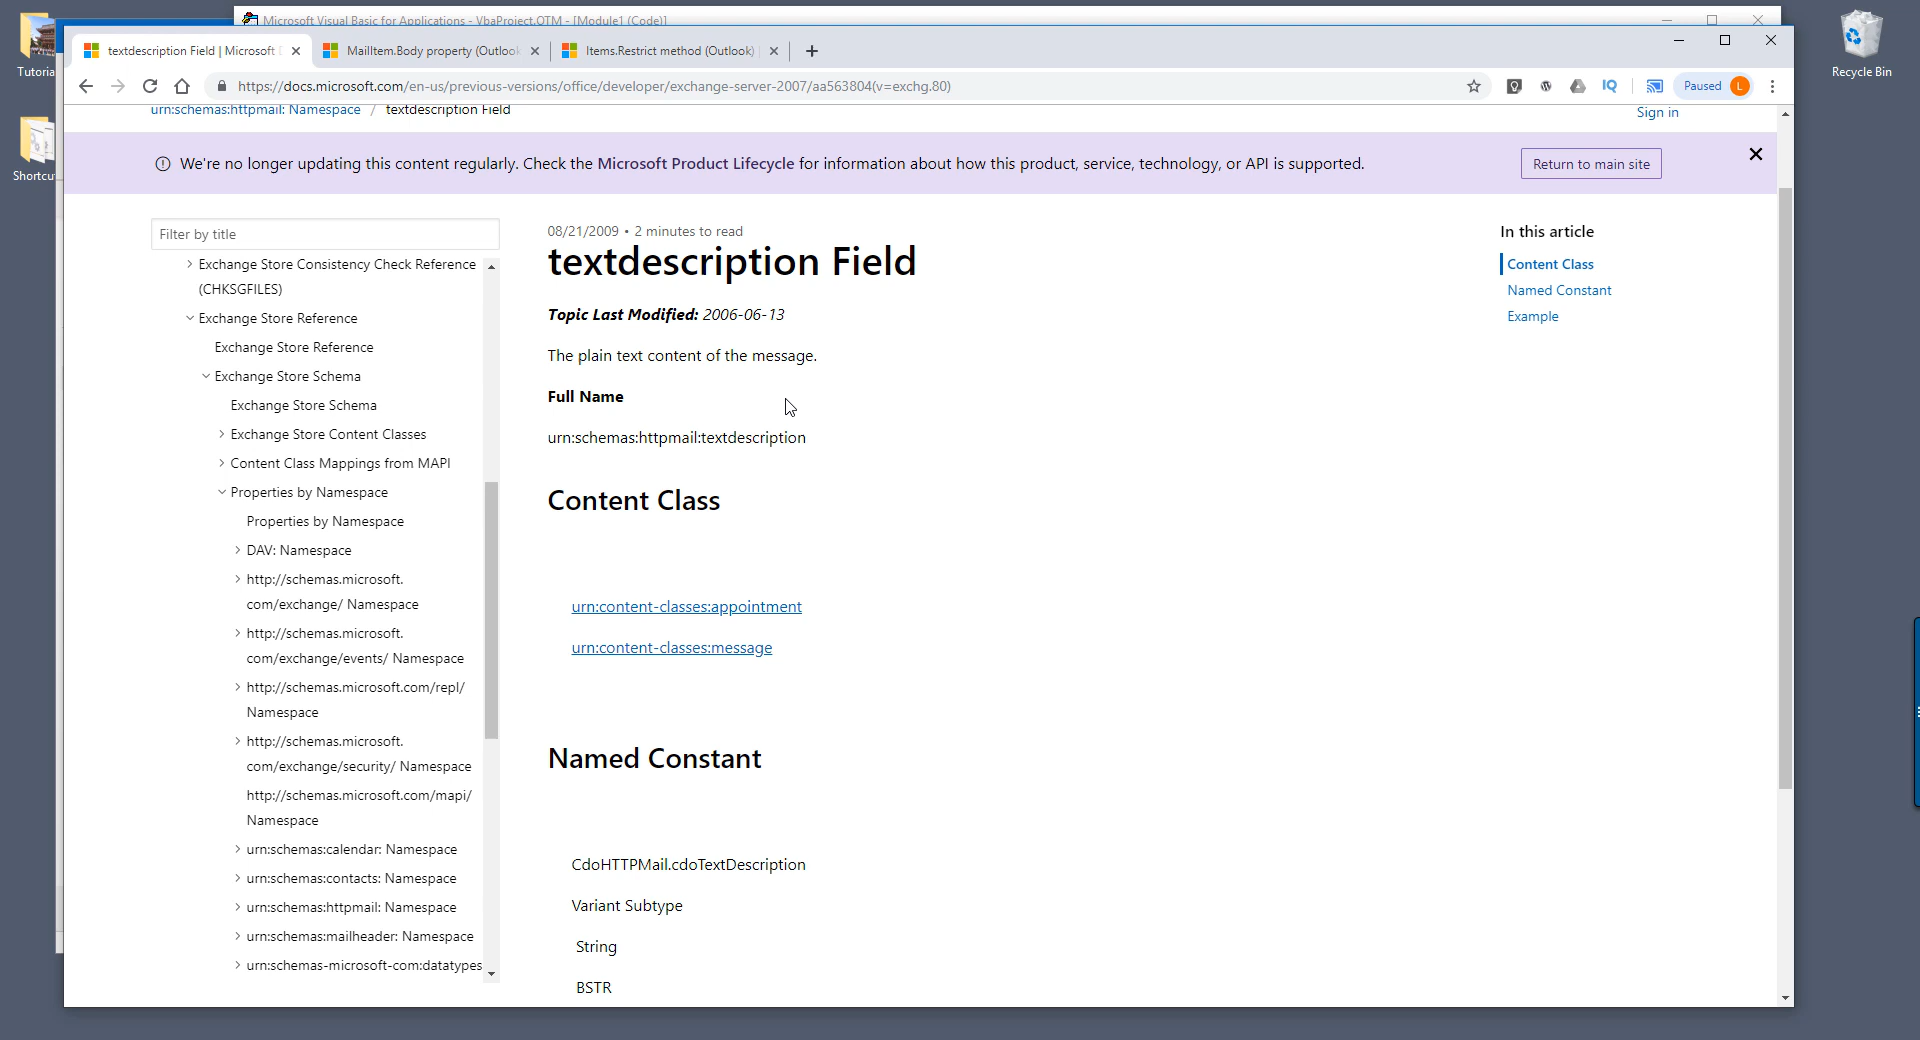 Microsoft Visual Basic for Applications - VbaProject.OTM - [Module1 (Code)]
Recycle Bin
textdescription Field | Microsoft
MailItem.Body property (Outlook
Items.Restrict method (Outlook)
https://docs.microsoft.com/en-us/previous-versions/office/developer/exchange-server-2007/aa563804(v=exchg.80)
IQ
Paused
L
urn:schemas:httpmail: Namespace / textdescription Field
Sign in
We're no longer updating this content regularly. Check the Microsoft Product Lifecycle for information about how this product, service, technology, or API is supported.
Return to main site
Filter by title
Exchange Store Consistency Check Reference
(CHKSGFILES)
Exchange Store Reference
Exchange Store Reference
Exchange Store Schema
Exchange Store Schema
Exchange Store Content Classes
Content Class Mappings from MAPI
Properties by Namespace
Properties by Namespace
DAV: Namespace
http://schemas.microsoft.
com/exchange/ Namespace
http://schemas.microsoft.
com/exchange/events/ Namespace
http://schemas.microsoft.com/repl/
Namespace
http://schemas.microsoft.
com/exchange/security/ Namespace
http://schemas.microsoft.com/mapi/
Namespace
urn:schemas:calendar: Namespace
urn:schemas:contacts: Namespace
urn:schemas:httpmail: Namespace
urn:schemas:mailheader: Namespace
urn:schemas-microsoft-com:datatypes
08/21/2009 • 2 minutes to read
textdescription Field
Topic Last Modified: 2006-06-13
The plain text content of the message.
Full Name
urn:schemas:httpmail:textdescription
Content Class
urn:content-classes:appointment
urn:content-classes:message
Named Constant
CdoHTTPMail.cdoTextDescription
Variant Subtype
String
BSTR
In this article
Content Class
Named Constant
Example